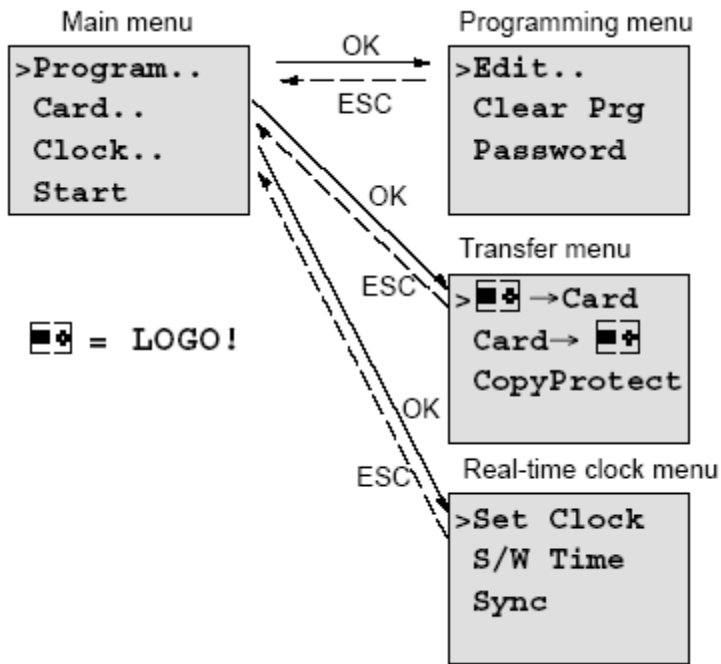 Main menu
>Program..
Card..
Clock..
Start
OK
ESC
Programming menu
>Edit..
Clear Prg
Password
OK
ESC
Transfer menu
> →Card
Card→
CopyProtect
= LOGO!
OK
ESC
Real-time clock menu
>Set Clock
S/W Time
Sync